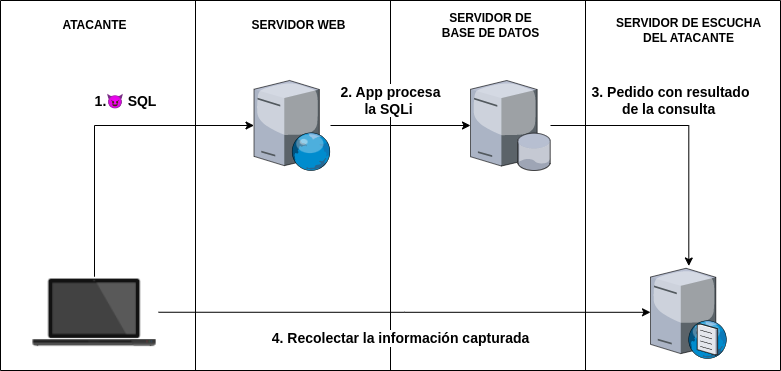 ATACANTE
SERVIDOR WEB
SERVIDOR DE
BASE DE DATOS
SERVIDOR DE ESCUCHA
DEL ATACANTE
1.😈 SQL
2. App procesa
la SQLi
3. Pedido con resultado
de la consulta
4. Recolectar la información capturada